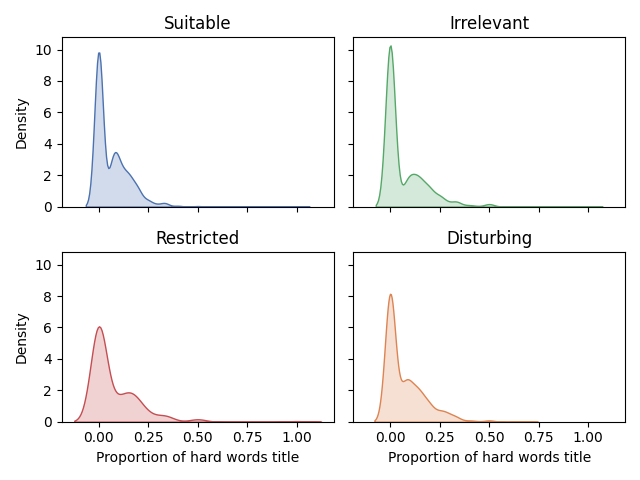 Suitable
Irrelevant
10
8
6
4
2
0
Density
Restricted
Disturbing
10
8
6
4
2
0
Density
0.00 0.25 0.50 0.75 1.00
0.00 0.25 0.50 0.75 1.00
Proportion of hard words title
Proportion of hard words title